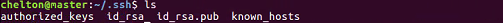 chelton@master:~/.ssh$ ls
authorized_keys  id_rsa  id_rsa.pub  known_hosts